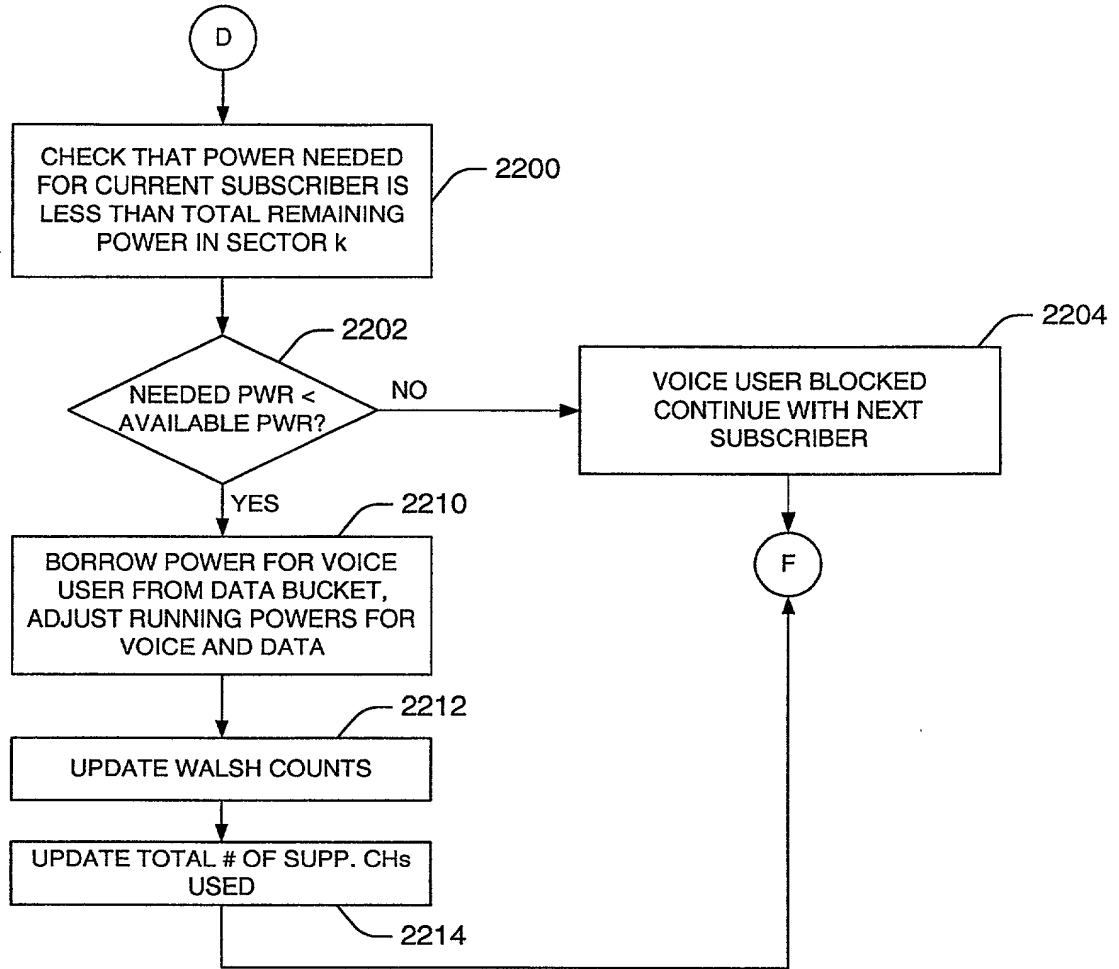 D
CHECK THAT POWER NEEDED
FOR CURRENT SUBSCRIBER IS
LESS THAN TOTAL REMAINING
POWER IN SECTOR k
2200
2202
NEEDED PWR <
AVAILABLE PWR?
NO
2204
VOICE USER BLOCKED
CONTINUE WITH NEXT
SUBSCRIBER
YES
2210
BORROW POWER FOR VOICE
USER FROM DATA BUCKET,
ADJUST RUNNING POWERS FOR
VOICE AND DATA
F
2212
UPDATE WALSH COUNTS
UPDATE TOTAL # OF SUPP. CHs
USED
2214